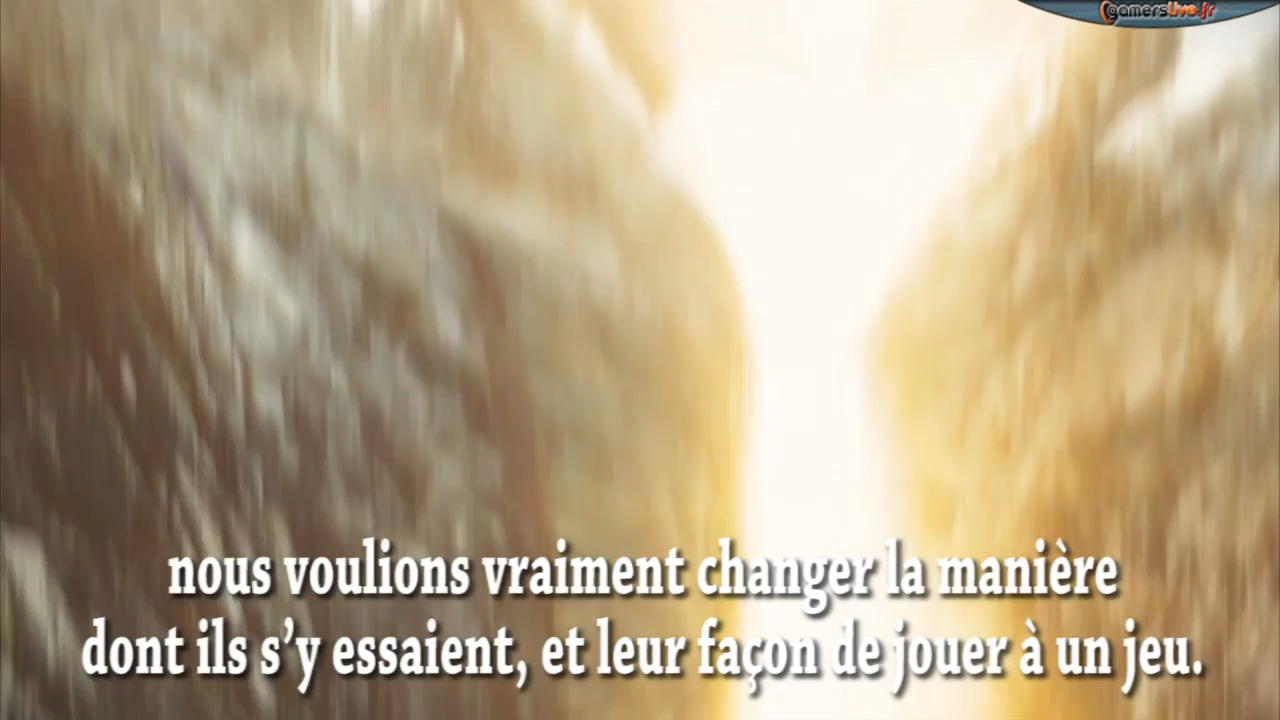 gamerslive.fr
nous voulions vraiment changer la manière
dont ils s’y essaient, et leur façon de jouer à un jeu.